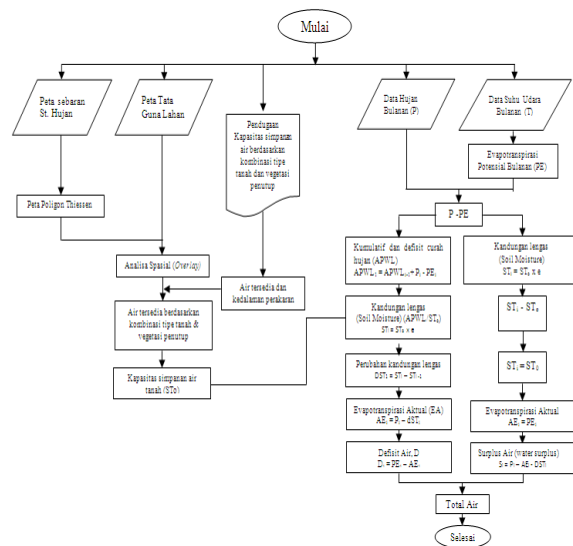 Mulai
Peta sebaran
St. Hujan
Peta Tata
Guna Lahan
Pendugaan
Kapasitas simpanan
air berdasarkan
kombinasi tipe
tanah dan vegetasi
penutup
Data Hujan
Bulanan (P)
Data Suhu Udara
Bulanan (T)
Evapotranspirasi
Potensial Bulanan (PE)
Peta Poligon Thiessen
P -PE
Analisa Spasial (Overlay)
Air tersedia dan
kedalaman perakaran
Air tersedia berdasarkan
kombinasi tipe tanah &
vegetasi penutup
Kapasitas simpanan air
tanah (STo)
Kumulatif dan defisit curah
hujan (APWL)
Kandungan lengas
(Soil Moisture) (APWL/ST0)
Perubahan kandungan lengas
Evapotranspirasi Aktual (EA)
Defisit Air, D
Kandungan lengas
(Soil Moisture)
Evapotranspirasi Aktual
Surplus Air (water surplus)
Total Air
Selesai